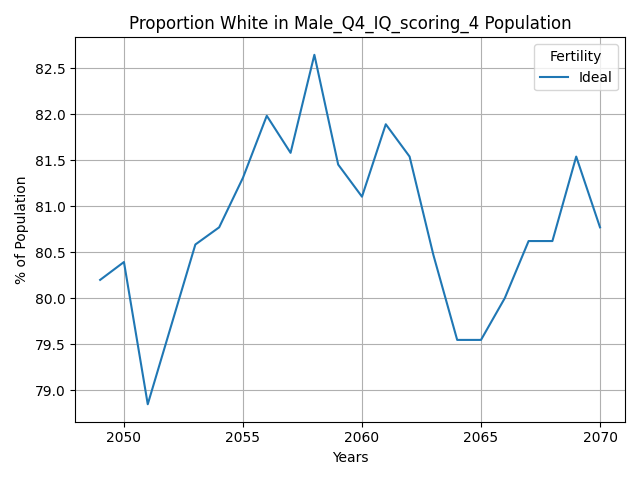 Proportion White in Male_Q4_IQ_scoring_4 Population
Fertility
Ideal
% of Population
82.5
82.0
81.5
81.0
80.5
80.0
79.5
79.0
2050 2055 2060 2065 2070
Years